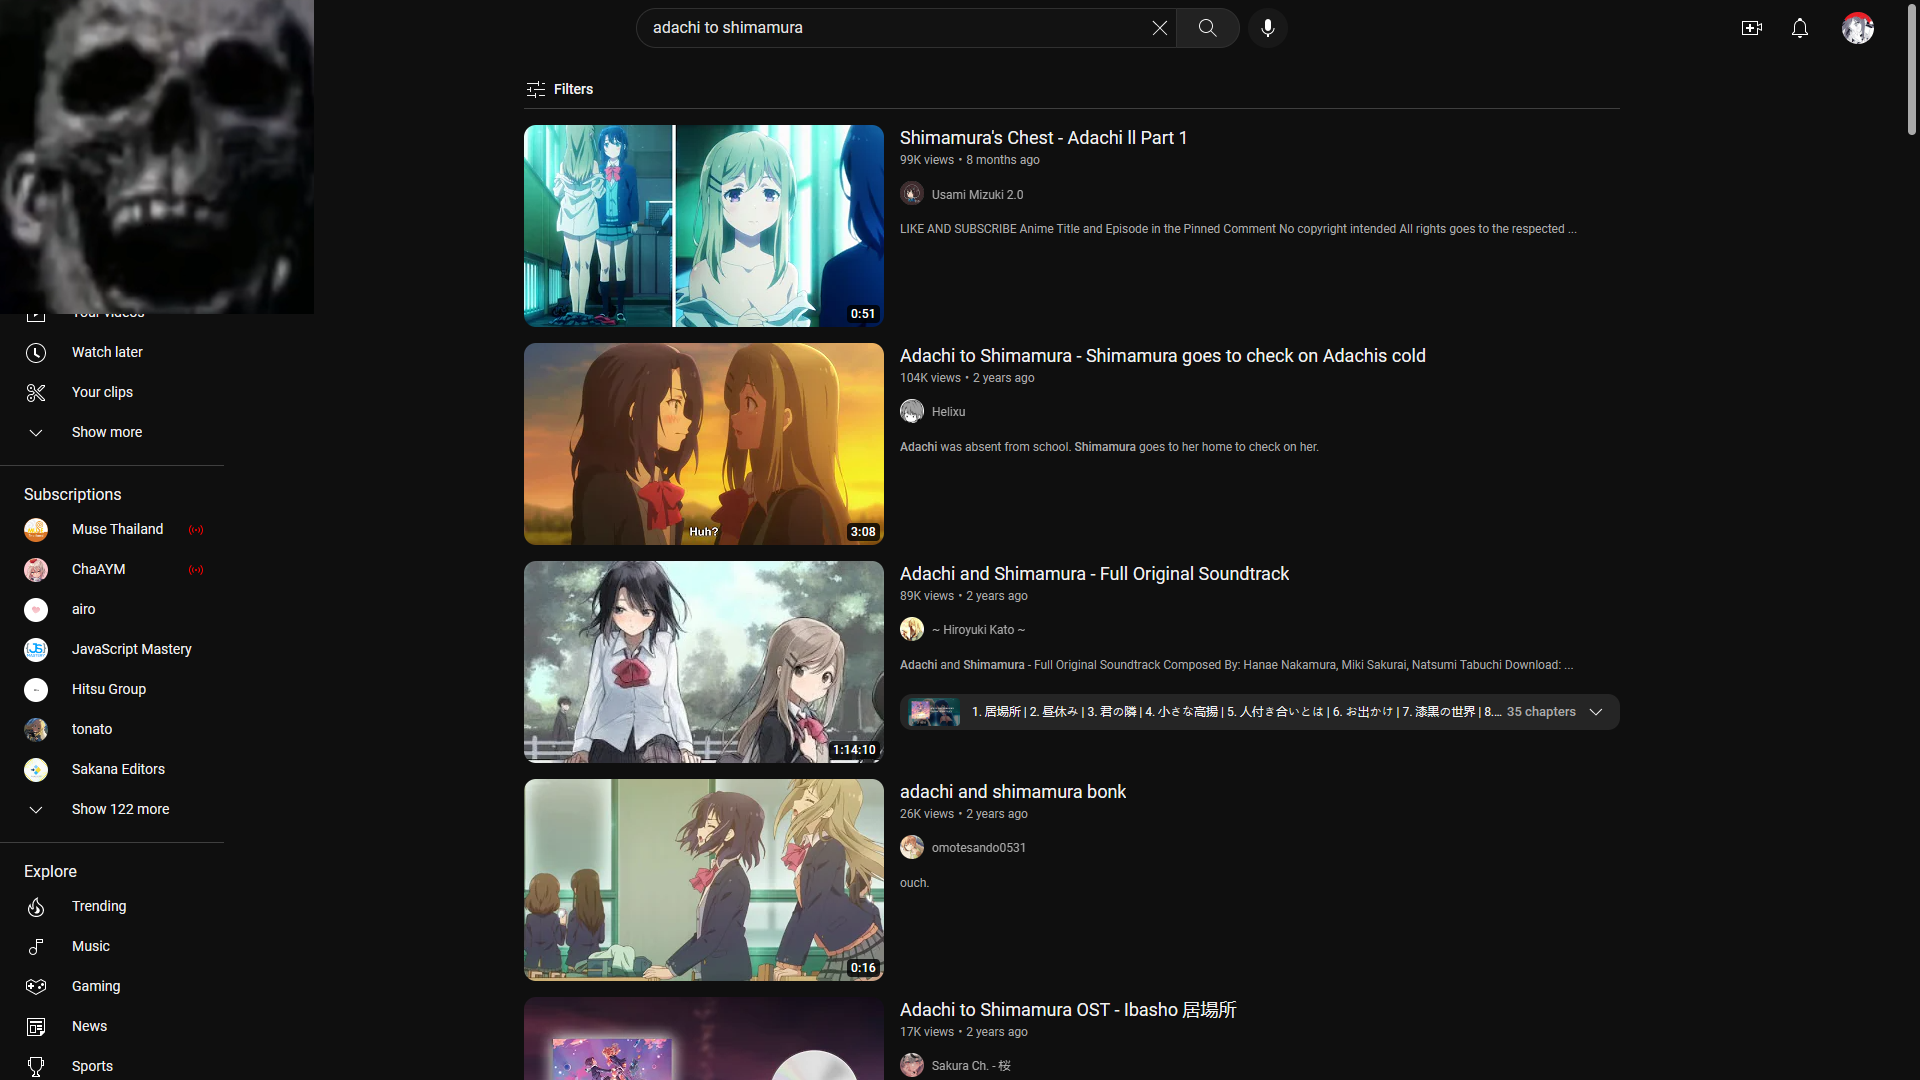 adachi to shimamura
Filters
Shimamura's Chest - Adachi ll Part 1
99K views • 8 months ago
Usami Mizuki 2.0
LIKE AND SUBSCRIBE Anime Title and Episode in the Pinned Comment No copyright intended All rights goes to the respected ...
0:51
Your videos
Watch later
Your clips
Show more
Adachi to Shimamura - Shimamura goes to check on Adachis cold
104K views • 2 years ago
Helixu
Adachi was absent from school. Shimamura goes to her home to check on her.
Huh?
3:08
Subscriptions
Muse Thailand
ChaAYM
airo
JavaScript Mastery
Hitsu Group
tonato
Sakana Editors
Show 122 more
Adachi and Shimamura - Full Original Soundtrack
89K views • 2 years ago
~ Hiroyuki Kato ~
Adachi and Shimamura - Full Original Soundtrack Composed By: Hanae Nakamura, Miki Sakurai, Natsumi Tabuchi Download: ...
1. 居場所 | 2. 昼休み | 3. 君の隣 | 4. 小さな高揚 | 5. 人付き合いとは | 6. お出かけ | 7. 漆黒の世界 | 8.... 35 chapters
1:14:10
adachi and shimamura bonk
26K views • 2 years ago
omotesando0531
ouch.
0:16
Explore
Trending
Music
Gaming
News
Sports
Adachi to Shimamura OST - Ibasho 居場所
17K views • 2 years ago
Sakura Ch. - 桜